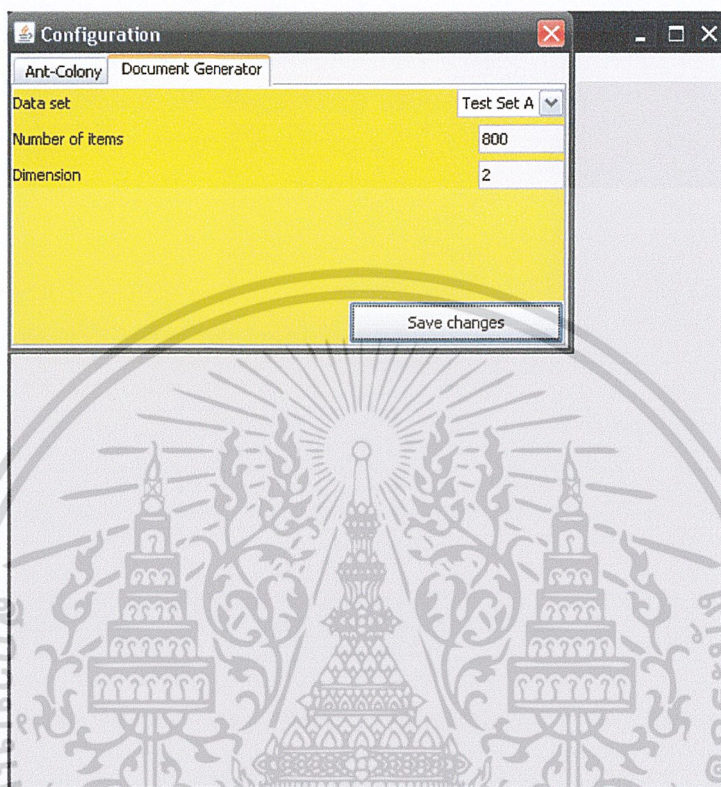 Configuration
Ant-Colony Document Generator
Data set Test Set A
Number of items 800
Dimension 2
Save changes